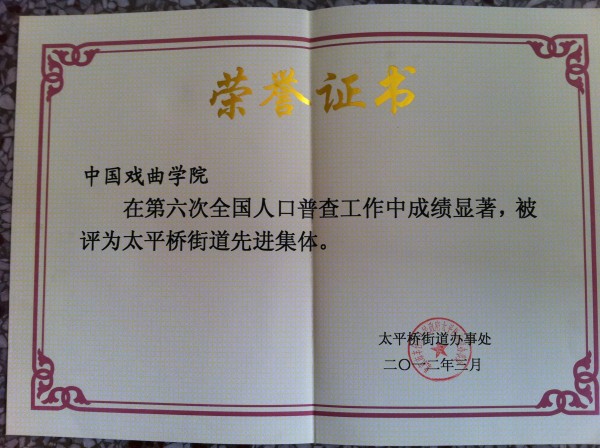 荣誉证书
中国戏曲学院
在第六次全国人口普查工作中成绩显著，被
评为太平桥街道先进集体。
太平桥街道办事处
二〇一二年三月